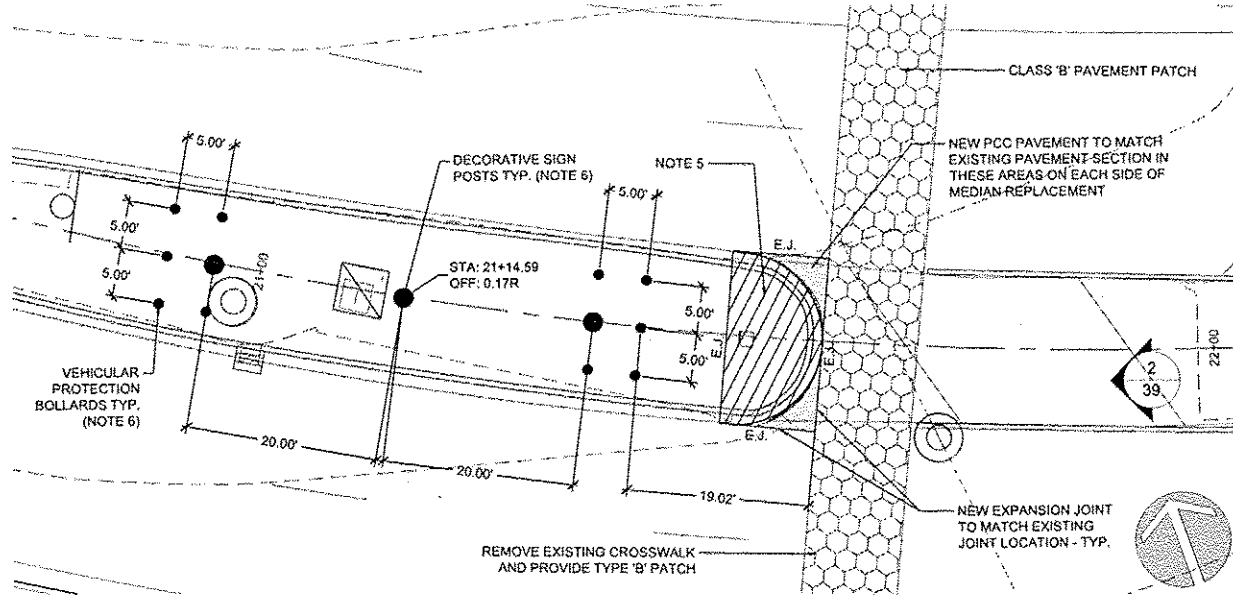 CLASS 'B' PAVEMENT PATCH
5.00'
DECORATIVE SIGN
POSTS TYP. (NOTE 6)
NOTE 5
NEW PCC PAVEMENT TO MATCH
EXISTING PAVEMENT SECTION IN
THESE AREAS ON EACH SIDE OF
MEDIAN REPLACEMENT
5.00'
E.J.
5.00'
5.00'
21+00
STA: 21+14.59
OFF: 0.17R
5.00'
5.00'
E.J.
E.J.
E.J.
22+00
2
39
VEHICULAR
PROTECTION
BOLLARDS TYP.
(NOTE 6)
20.00'
20.00'
19.02'
NEW EXPANSION JOINT
TO MATCH EXISTING
JOINT LOCATION - TYP.
REMOVE EXISTING CROSSWALK
AND PROVIDE TYPE 'B' PATCH